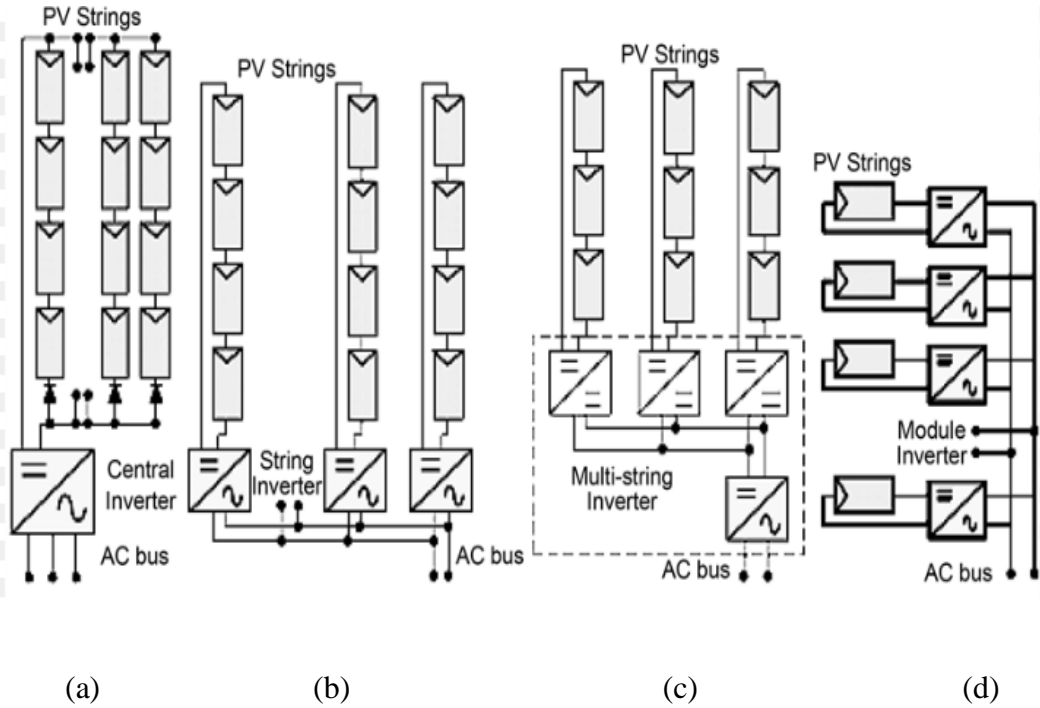 PV Strings
Central
Inverter
AC bus
PV Strings
String
Inverter
AC bus
PV Strings
Multi-string
Inverter
AC bus
PV Strings
Module
Inverter
AC bus
(a)
(b)
(c)
(d)